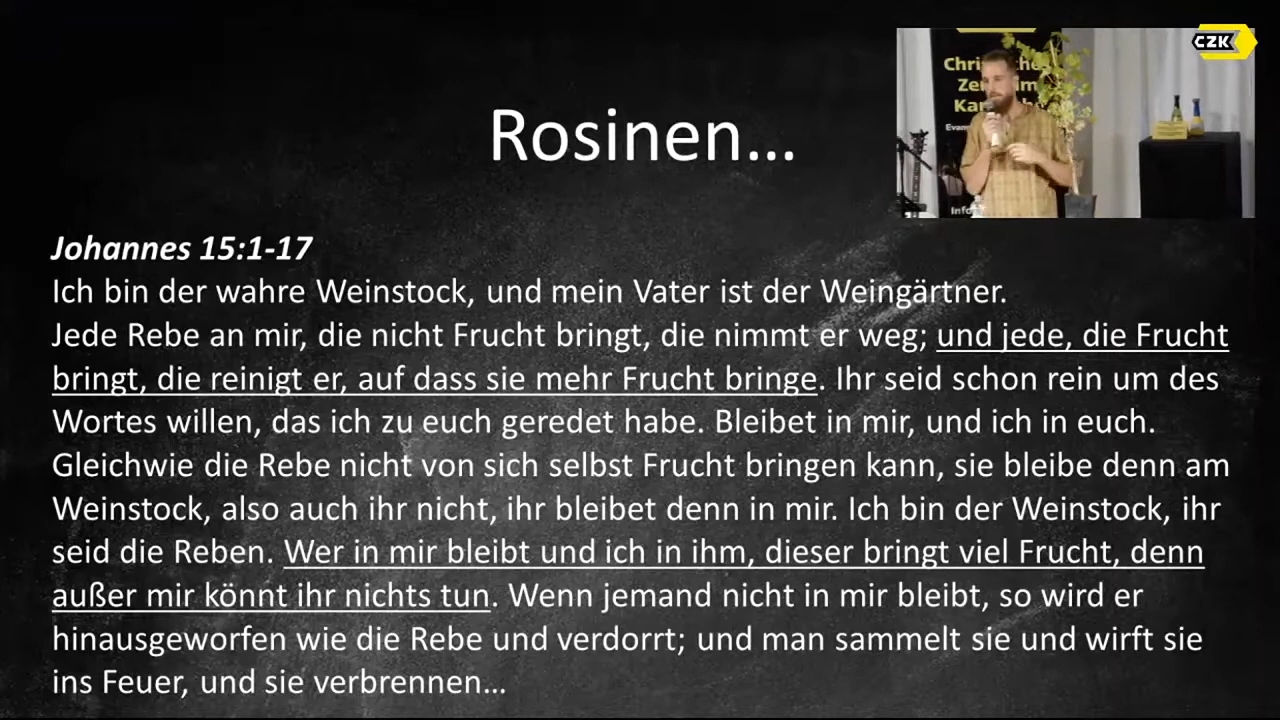 CZK
Rosinen...
Johannes 15:1-17
Ich bin der wahre Weinstock, und mein Vater ist der Weingärtner.
Jede Rebe an mir, die nicht Frucht bringt, die nimmt er weg; und jede, die Frucht
bringt, die reinigt er, auf dass sie mehr Frucht bringe. Ihr seid schon rein um des
Wortes willen, das ich zu euch geredet habe. Bleibet in mir, und ich in euch.
Gleichwie die Rebe nicht von sich selbst Frucht bringen kann, sie bleibe denn am
Weinstock, also auch ihr nicht, ihr bleibet denn in mir. Ich bin der Weinstock, ihr
seid die Reben. Wer in mir bleibt und ich in ihm, dieser bringt viel Frucht, denn
außer mir könnt ihr nichts tun. Wenn jemand nicht in mir bleibt, so wird er
hinausgeworfen wie die Rebe und verdorrt; und man sammelt sie und wirft sie
ins Feuer, und sie verbrennen...